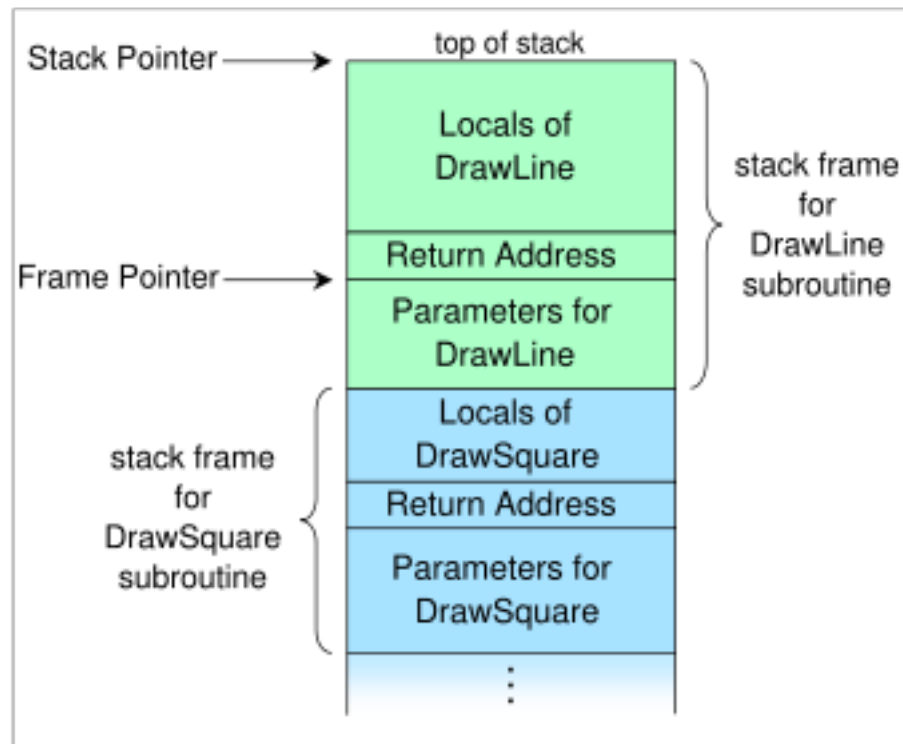 top of stack
Stack Pointer
Locals of
DrawLine
stack frame
for
DrawLine
subroutine
Return Address
Frame Pointer
Parameters for
DrawLine
Locals of
DrawSquare
stack frame
for
DrawSquare
subroutine
Return Address
Parameters for
DrawSquare